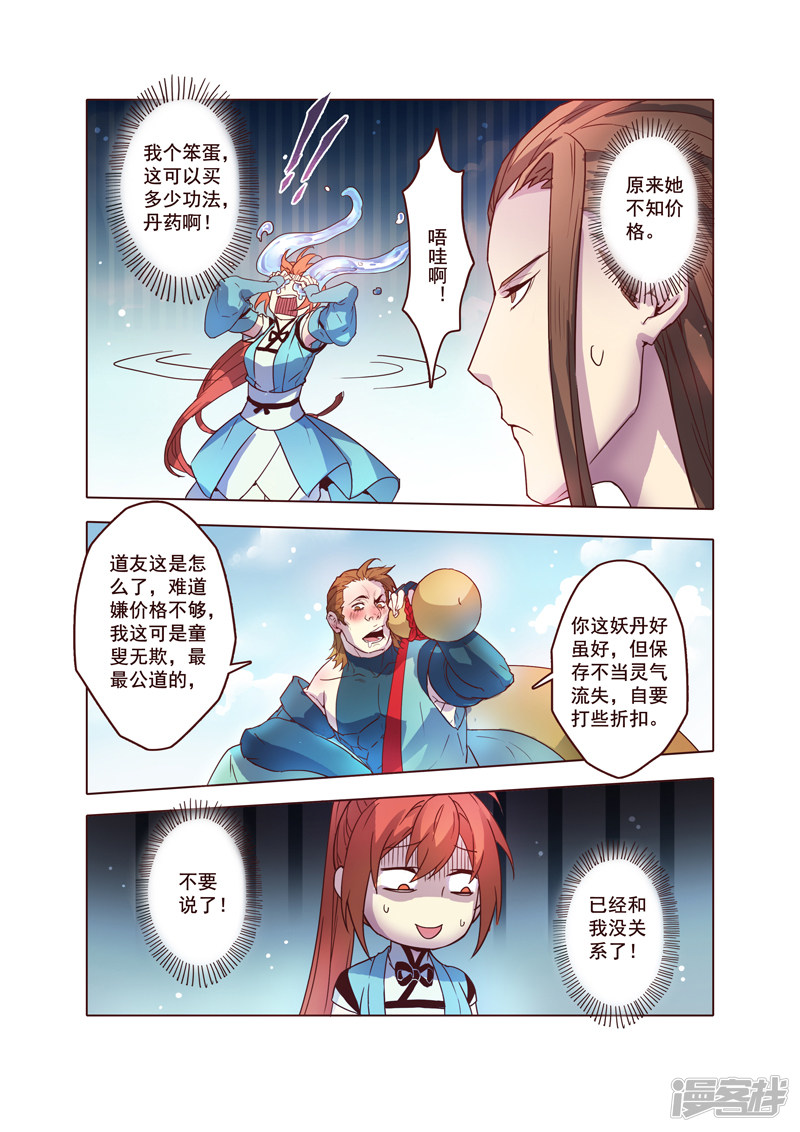 我个笨蛋，
这可以买
多少功法，
丹药啊！
唔哇啊！
原来她
不知价
格。
道友这是怎
么了，难道
嫌价格不够，
我这可是童
叟无欺，最
最公道的，
你这妖丹好
虽好，但保
存不当灵气
流失，自要
打些折扣。
不要
说了！
已经和
我没关
系了！
漫客栈